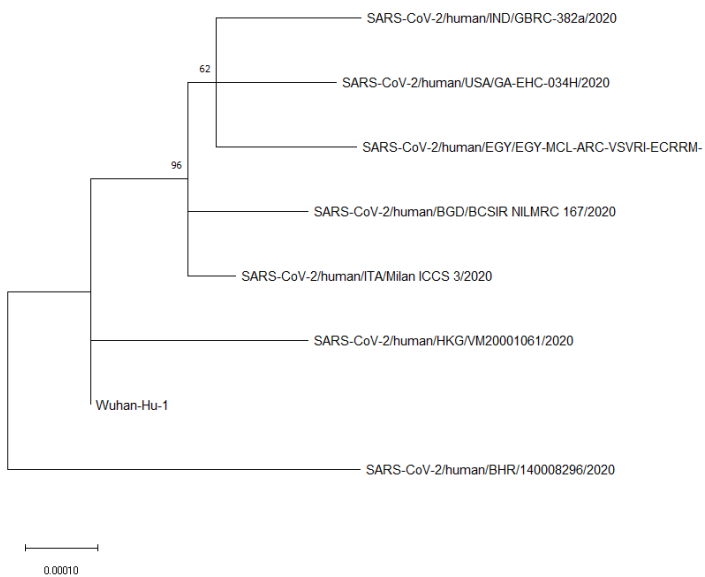 SARS-CoV-2/human/IND/GBRC-382a/2020
62
SARS-CoV-2/human/USA/GA-EHC-034H/2020
SARS-CoV-2/human/EGY/EGY-MCL-ARC-VSVRI-ECRRM-
96
SARS-CoV-2/human/BGD/BCSIR NILMRC 167/2020
SARS-CoV-2/human/ITA/Milan ICCS 3/2020
SARS-CoV-2/human/HKG/VM20001061/2020
Wuhan-Hu-1
SARS-CoV-2/human/BHR/140008296/2020
0.00010